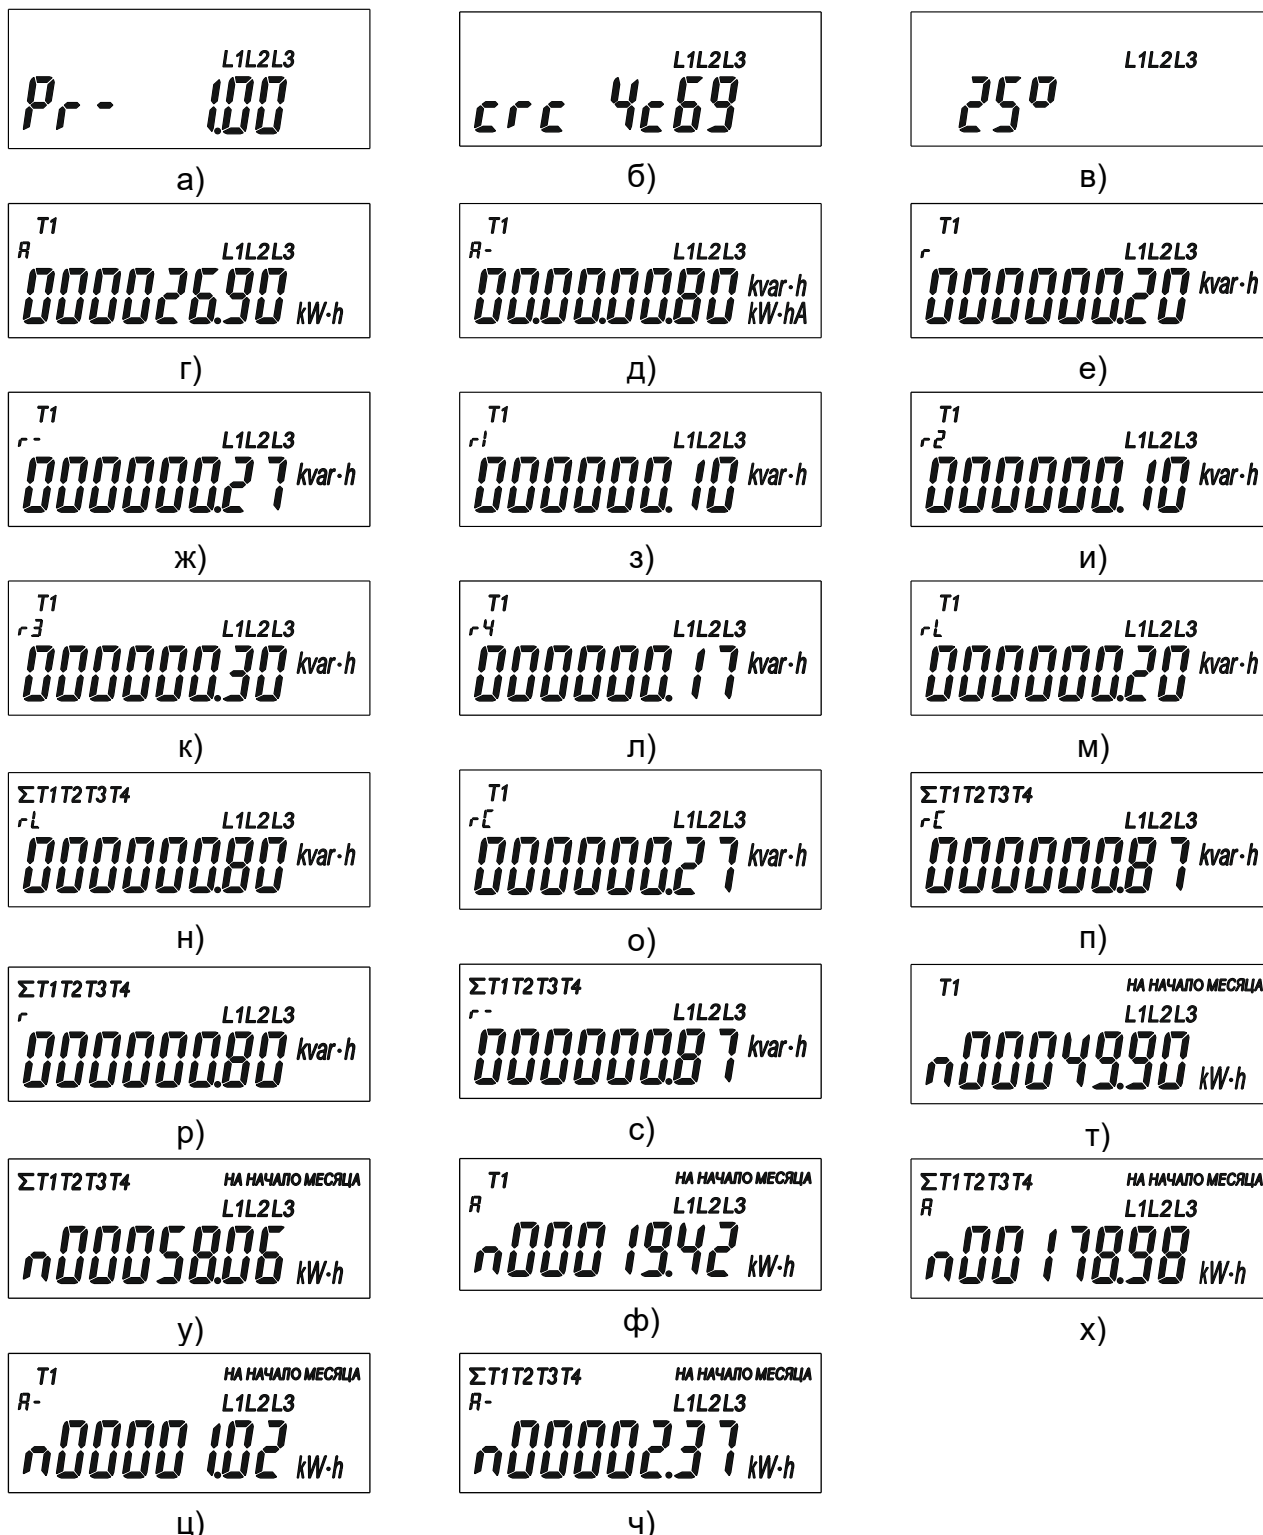 L1L2L3 L1L2L3 L1L2L3
Pr- 1.00 crc 4c69 25º
а) б) в)
T1 T1 T1
A L1L2L3 A- L1L2L3 r L1L2L3
000026.90 kW·h 00.00.00.80 kvar·h kW·hA 000000.20 kvar·h
г) д) е)
T1 T1 T1
r- L1L2L3 r1 L1L2L3 r2 L1L2L3
000000.27 kvar·h 000000.10 kvar·h 000000.10 kvar·h
ж) з) и)
T1 T1 T1
r3 L1L2L3 r4 L1L2L3 rL L1L2L3
000000.30 kvar·h 000000.17 kvar·h 000000.20 kvar·h
к) л) м)
ΣT1T2T3T4 T1 ΣT1T2T3T4
rL L1L2L3 rC L1L2L3 rC L1L2L3
000000.80 kvar·h 000000.27 kvar·h 000000.87 kvar·h
н) о) п)
ΣT1T2T3T4 ΣT1T2T3T4 T1 НА НАЧАЛО МЕСЯЦА
r L1L2L3 r- L1L2L3 L1L2L3
000000.80 kvar·h 000000.87 kvar·h n00049.90 kW·h
р) с) т)
ΣT1T2T3T4 НА НАЧАЛО МЕСЯЦА T1 НА НАЧАЛО МЕСЯЦА ΣT1T2T3T4 НА НАЧАЛО МЕСЯЦА
L1L2L3 A L1L2L3 A L1L2L3
n00058.06 kW·h n00019.42 kW·h n00178.98 kW·h
у) ф) х)
T1 НА НАЧАЛО МЕСЯЦА ΣT1T2T3T4 НА НАЧАЛО МЕСЯЦА
A- L1L2L3 A- L1L2L3
n00001.02 kW·h n00002.37 kW·h
ц) ч)